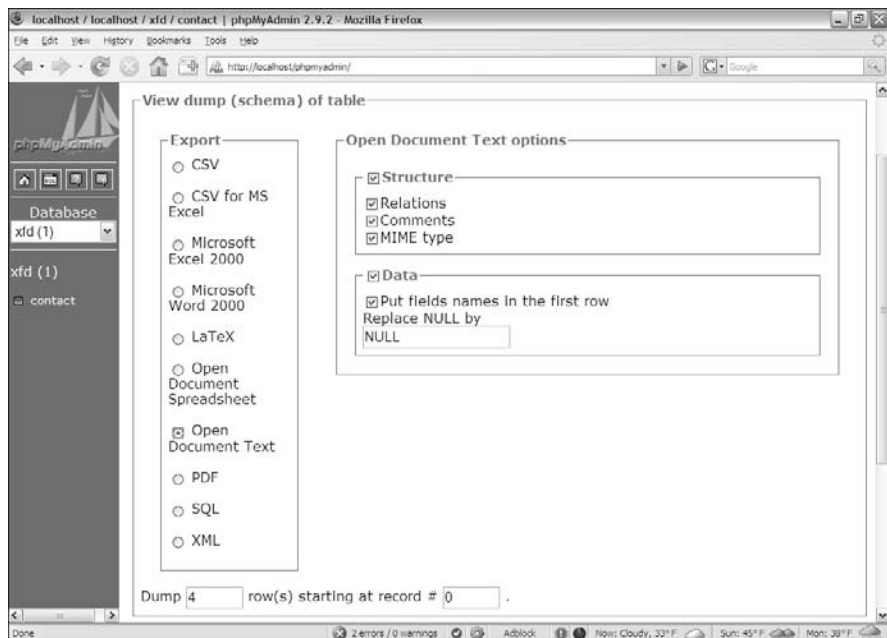 localhost / localhost / xfd / contact | phpMyAdmin 2.9.2 - Mozilla Firefox
File Edit View History Bookmarks Tools Help
http://localhost/phpmyadmin/
Google
phpMyAdmin
Database
xfd (1)
xfd (1)
contact
View dump (schema) of table
Export
CSV
CSV for MS
Excel
Microsoft
Excel 2000
Microsoft
Word 2000
LaTeX
Open
Document
Spreadsheet
Open
Document Text
PDF
SQL
XML
Open Document Text options
Structure
Relations
Comments
MIME type
Data
Put fields names in the first row
Replace NULL by
NULL
Dump 4 row(s) starting at record # 0 .
Done 2 errors / 0 warnings Adblock Now: Cloudy, 33° F Sun: 45° F Mon: 38° F